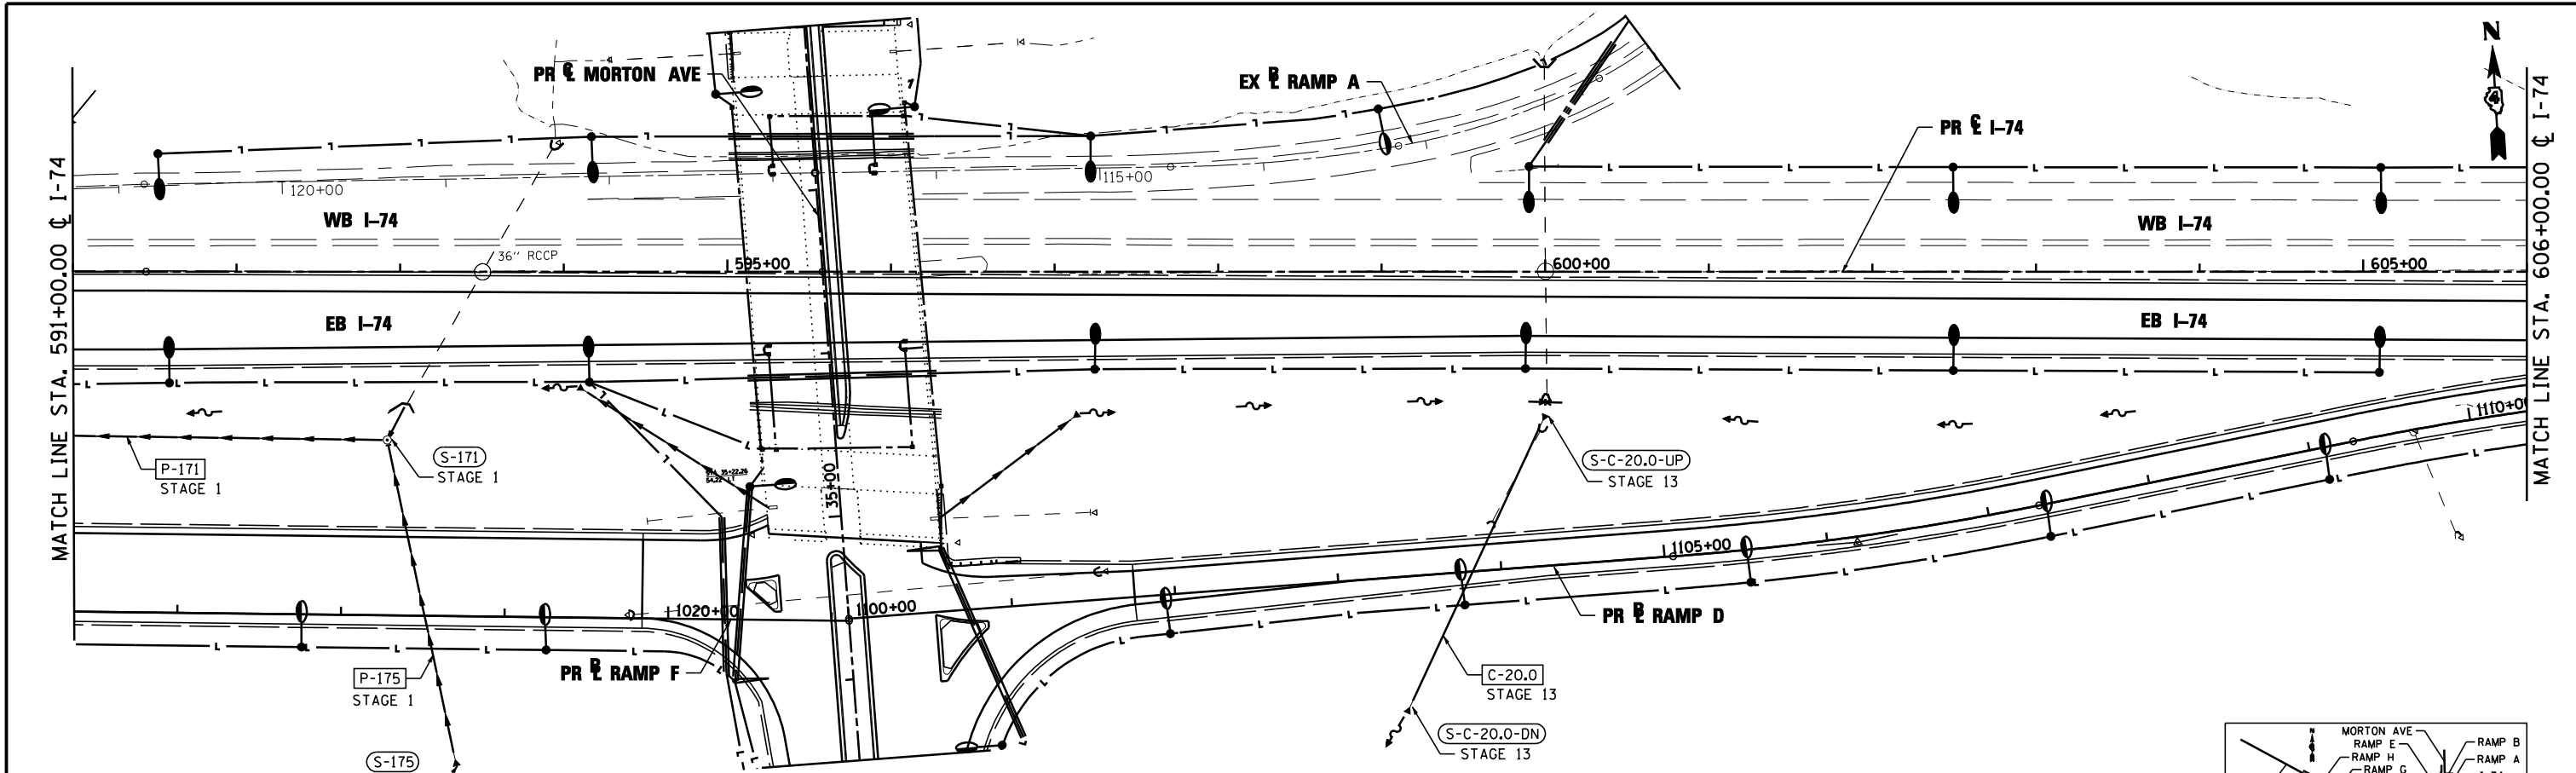 N
PR ℄ MORTON AVE
EX B̲L̲ RAMP A
PR ℄ I-74
120+00
115+00
WB I-74
WB I-74
36" RCCP
595+00
600+00
605+00
MATCH LINE STA. 591+00.00 ℄ I-74
MATCH LINE STA. 606+00.00 ℄ I-74
EB I-74
EB I-74
1110+00
P-171
STAGE 1
S-171
STAGE 1
35+00
S-C-20.0-UP
STAGE 13
1105+00
1020+00
1100+00
PR BL RAMP D
PR BL RAMP F
P-175
STAGE 1
C-20.0
STAGE 13
S-C-20.0-DN
STAGE 13
S-175
MORTON AVE
RAMP E
RAMP H
RAMP G
RAMP B
RAMP A